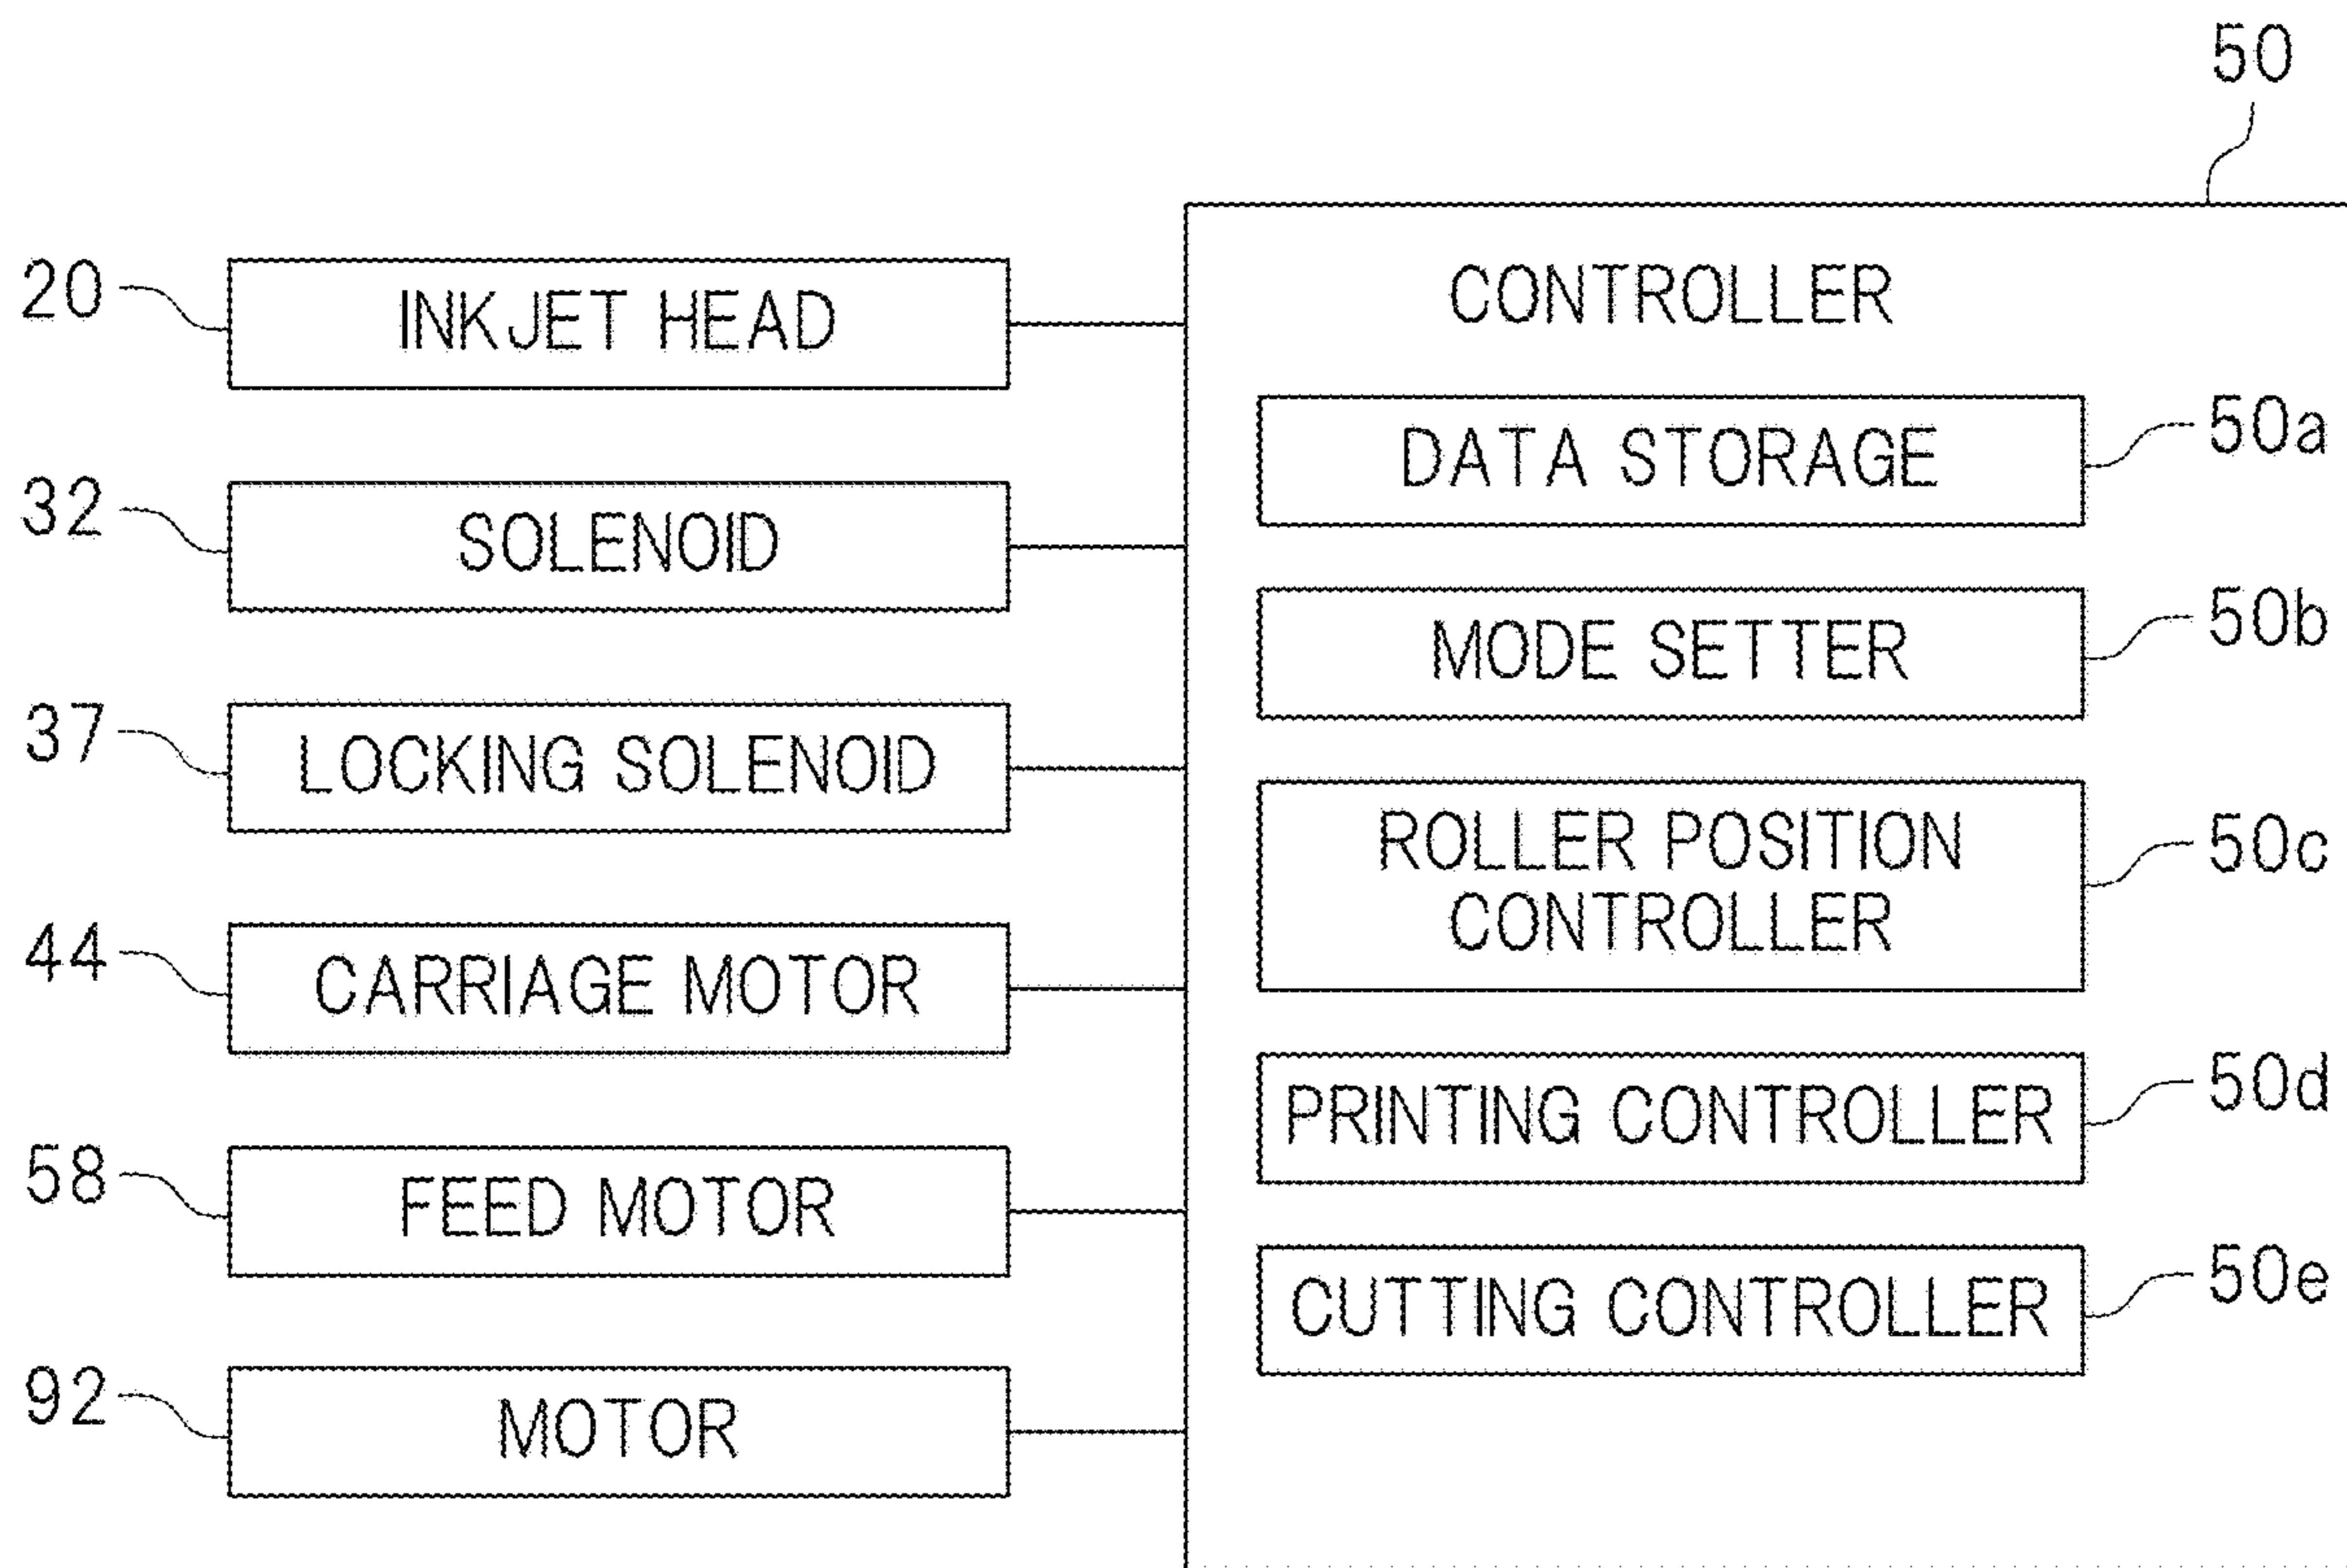 50
CONTROLLER
20 INKJET HEAD
32 SOLENOID
37 LOCKING SOLENOID
44 CARRIAGE MOTOR
58 FEED MOTOR
92 MOTOR
DATA STORAGE 50a
MODE SETTER 50b
ROLLER POSITION
CONTROLLER 50c
PRINTING CONTROLLER 50d
CUTTING CONTROLLER 50e